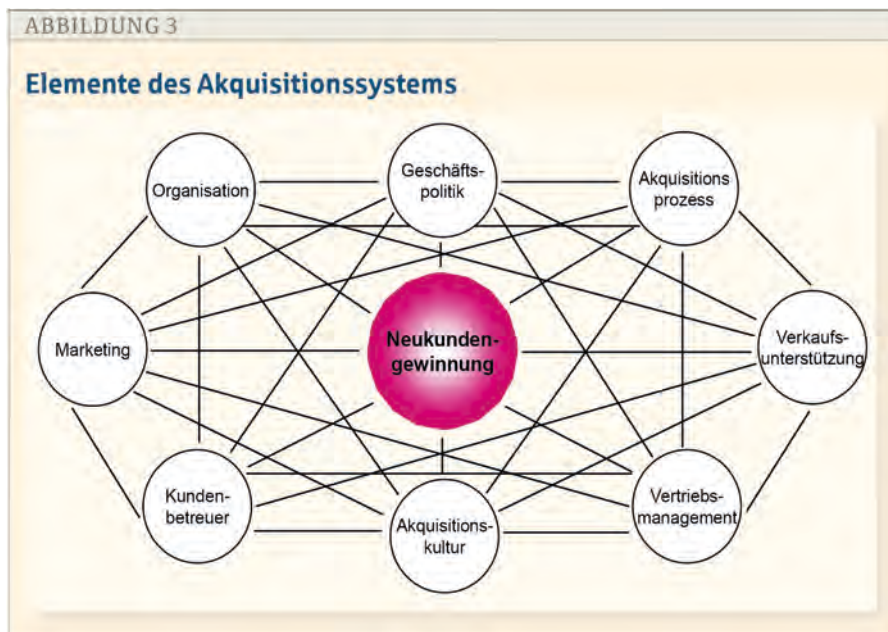 ABBILDUNG 3
Elemente des Akquisitionssystems
Organisation
Geschäfts-
politik
Akquisitions
prozess
Marketing
Neukunden-
gewinnung
Verkaufs-
unterstützung
Kunden-
betreuer
Akquisitions-
kultur
Vertriebs-
management